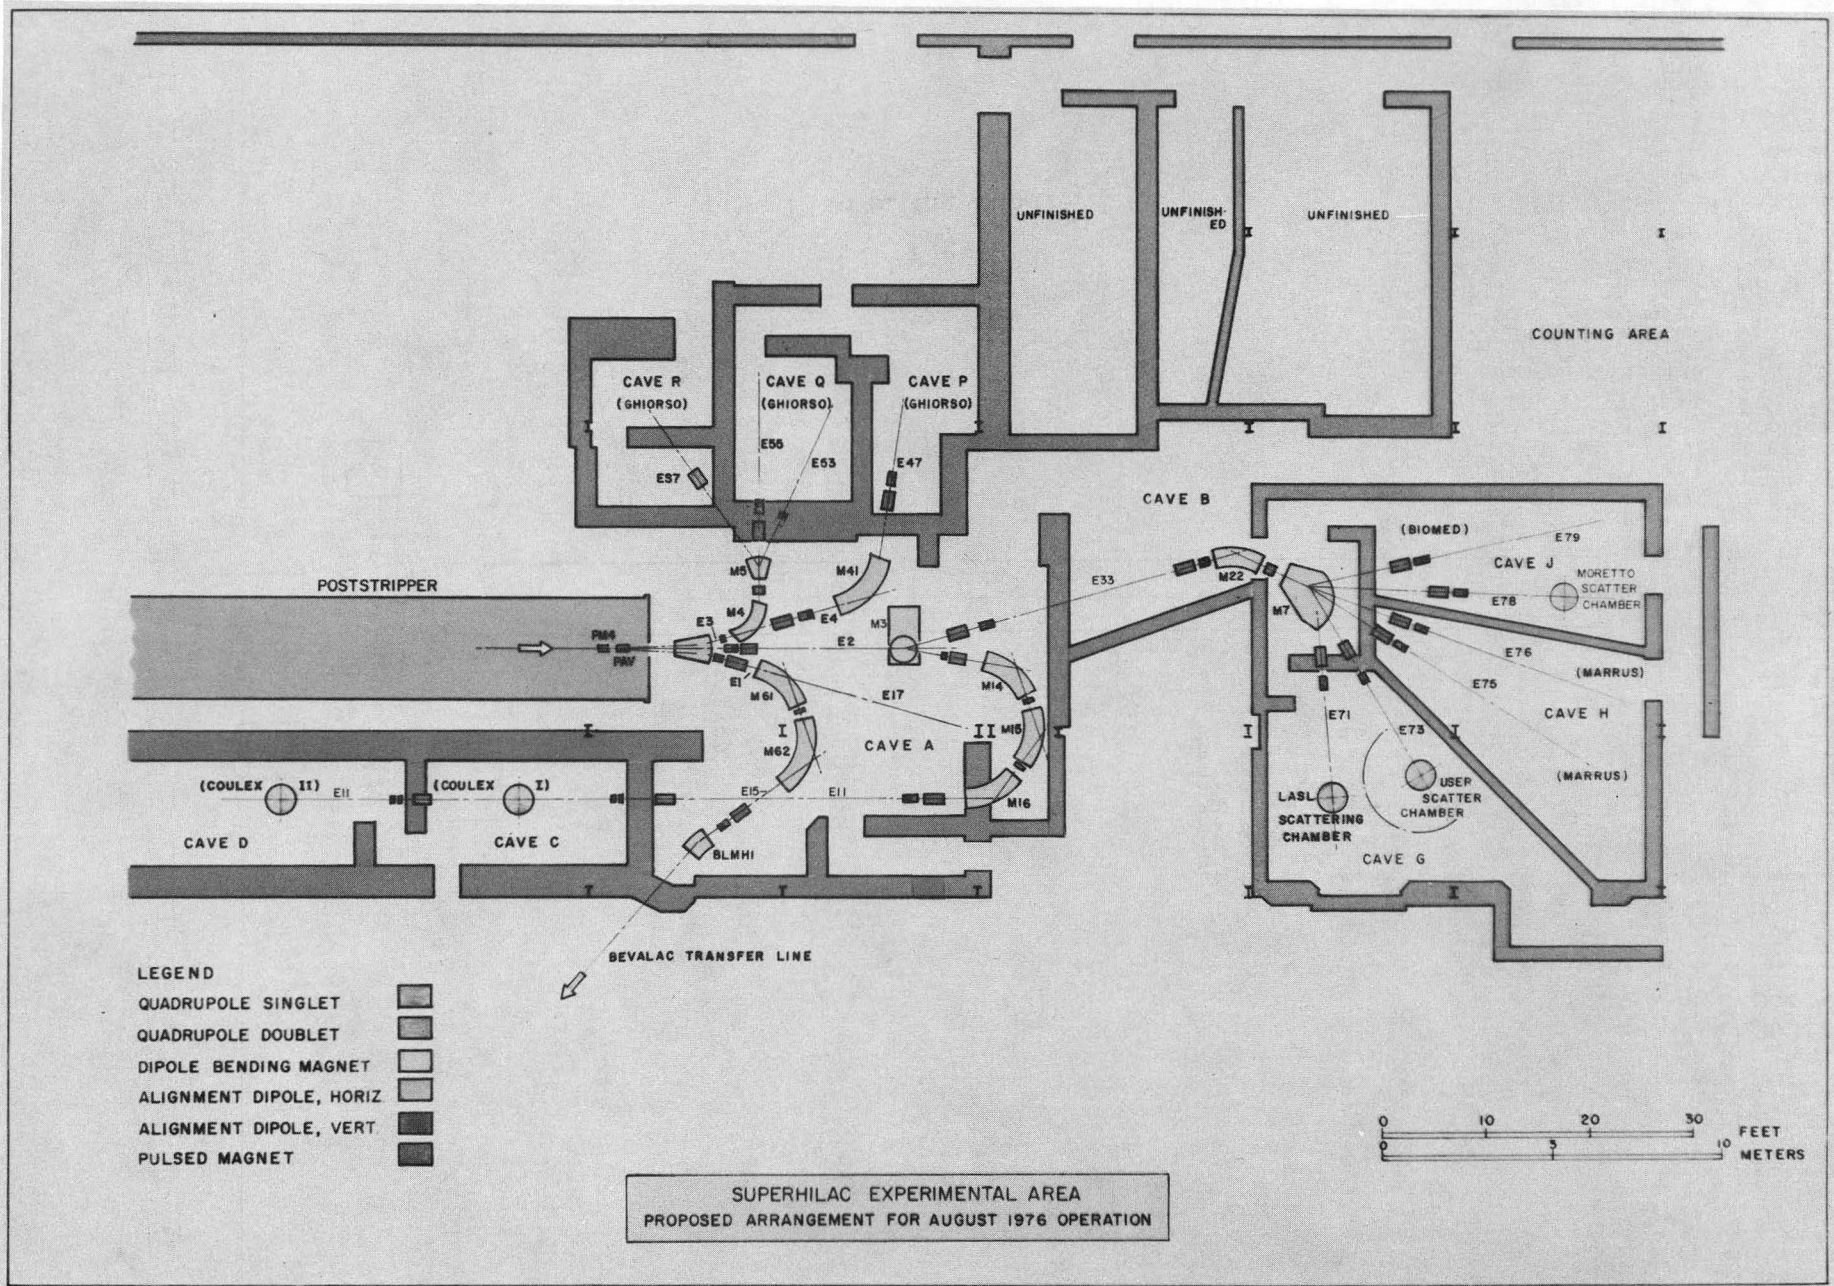 UNFINISHED
UNFINISH-
ED
UNFINISHED
COUNTING AREA
CAVE R
(GHIORSO)
CAVE Q
(GHIORSO)
CAVE P
(GHIORSO)
E55
E53
E47
ES7
CAVE B
(BIOMED)
E79
CAVE J
MORETTO
SCATTER
CHAMBER
E78
M5
M41
M22
M7
E33
POSTSTRIPPER
M4
E3
E4
M3
E2
PM4
PAV
E1
M61
E17
M14
E76
(MARRUS)
E75
CAVE H
E71
E73
M62
CAVE A
M15
(MARRUS)
(COULEX II)
E11
(COULEX I)
E15
E11
M16
LASL
SCATTERING
CHAMBER
USER
SCATTER
CHAMBER
CAVE D
CAVE C
BLMH1
CAVE G
BEVALAC TRANSFER LINE
LEGEND
QUADRUPOLE SINGLET
QUADRUPOLE DOUBLET
DIPOLE BENDING MAGNET
ALIGNMENT DIPOLE, HORIZ.
ALIGNMENT DIPOLE, VERT.
PULSED MAGNET
0 10 20 30 FEET
0 5 10 METERS
SUPERHILAC EXPERIMENTAL AREA
PROPOSED ARRANGEMENT FOR AUGUST 1976 OPERATION